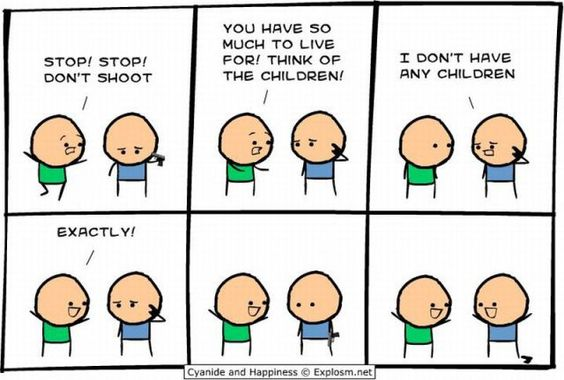 STOP! STOP!
DON'T SHOOT
YOU HAVE SO
MUCH TO LIVE
FOR! THINK OF
THE CHILDREN!
I DON'T HAVE
ANY CHILDREN
EXACTLY!
Cyanide and Happiness © Explosm.net